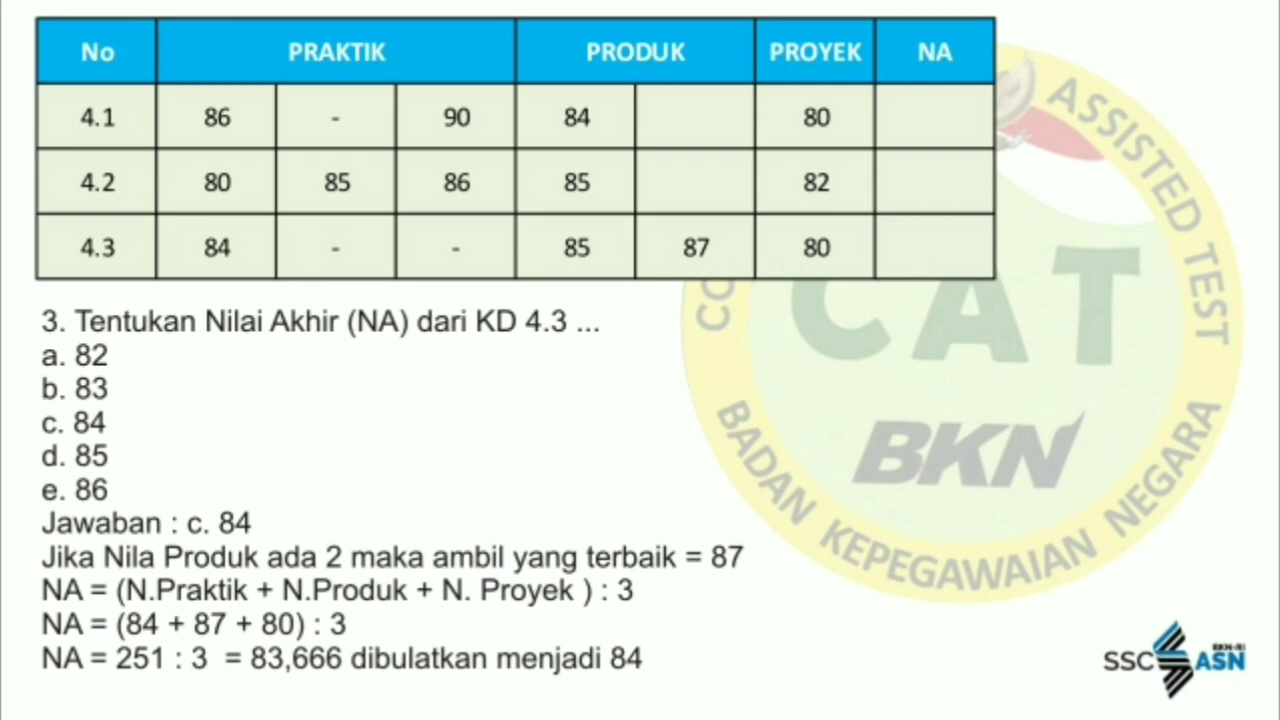 No PRAKTIK PRODUK PROYEK NA
4.1 86 - 90 84 80
4.2 80 85 86 85 82
4.3 84 - - 85 87 80
3. Tentukan Nilai Akhir (NA) dari KD 4.3 ...
a. 82
b. 83
c. 84
d. 85
e. 86
Jawaban : c. 84
Jika Nila Produk ada 2 maka ambil yang terbaik = 87
NA = (N.Praktik + N.Produk + N. Proyek ) : 3
NA = (84 + 87 + 80) : 3
NA = 251 : 3 = 83,666 dibulatkan menjadi 84
CO
ASSISTED TEST
CAT
BKN
BADAN KEPEGAWAIAN NEGARA
BKN-RI
SSC ASN